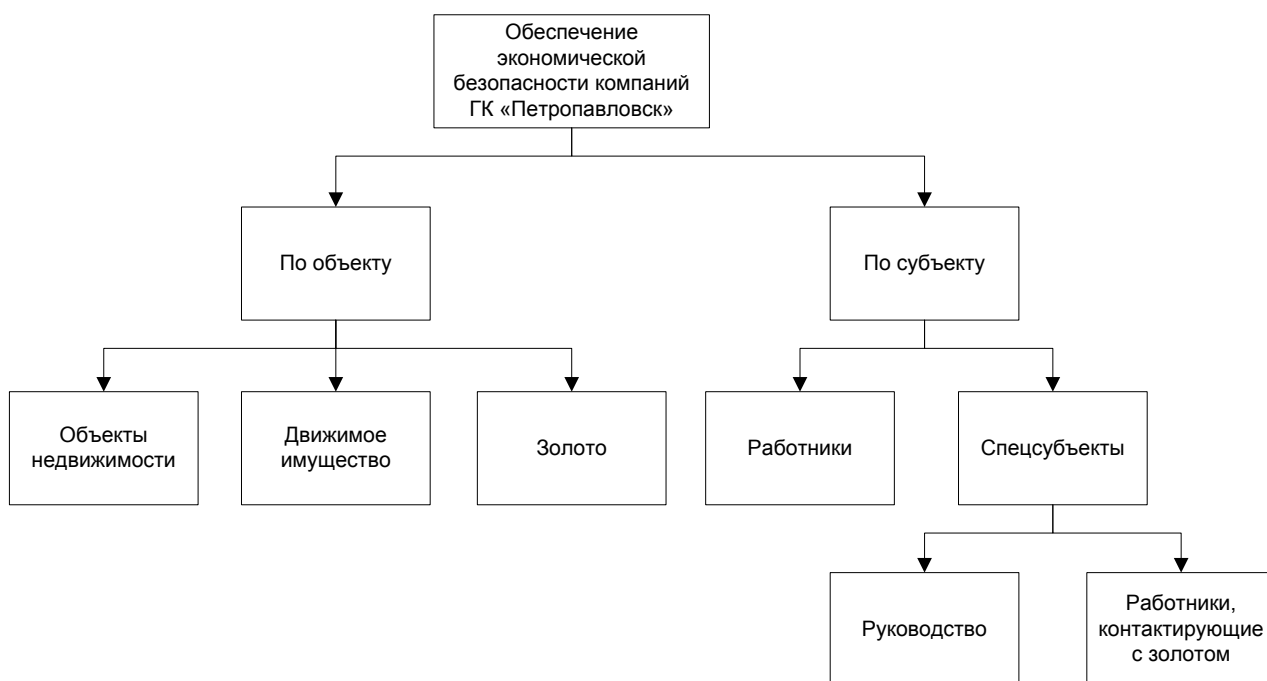 Обеспечение
экономической
безопасности компаний
ГК «Петропавловск»
По объекту
По субъекту
Объекты
недвижимости
Движимое
имущество
Золото
Работники
Спецсубъекты
Руководство
Работники,
контактирующие
с золотом